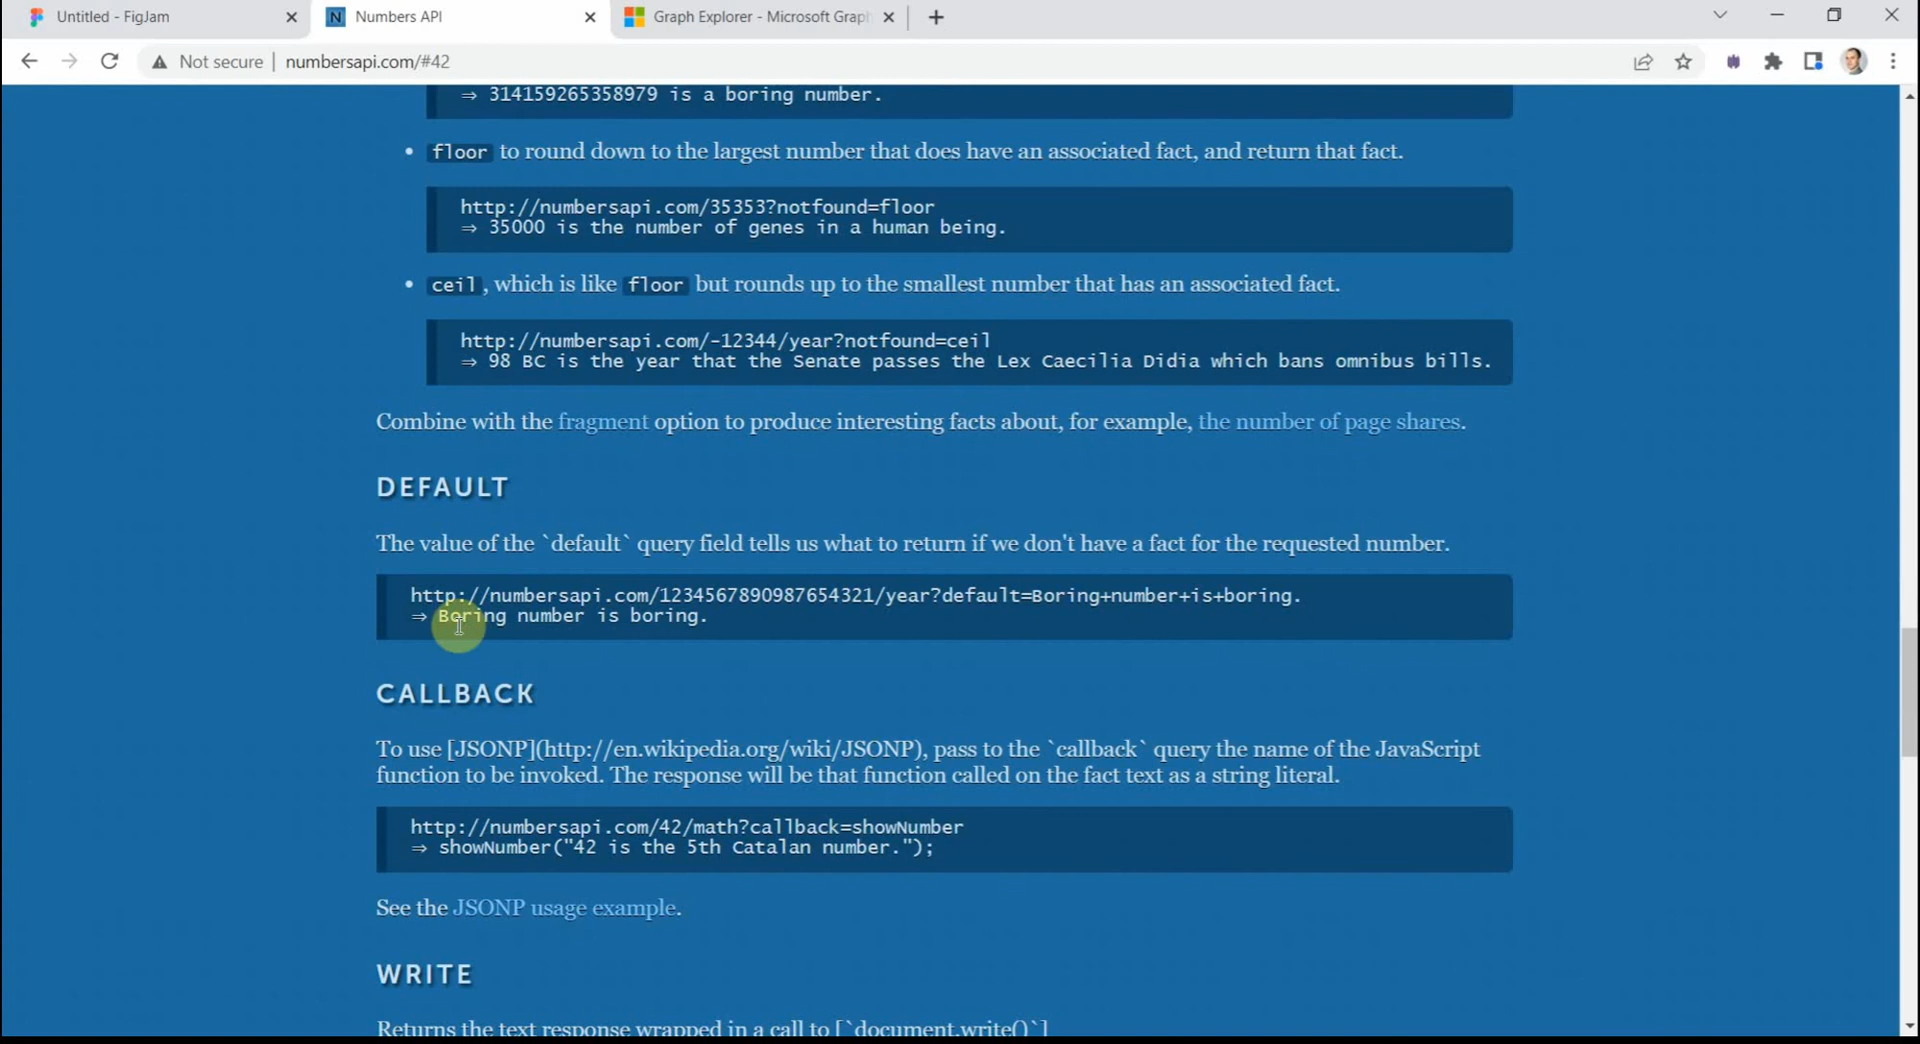 Untitled - FigJam
Numbers API
Graph Explorer - Microsoft Grap
Not secure
numbersapi.com/#42
⇒ 314159265358979 is a boring number.
• floor to round down to the largest number that does have an associated fact, and return that fact.
http://numbersapi.com/35353?notfound=floor
⇒ 35000 is the number of genes in a human being.
• ceil, which is like floor but rounds up to the smallest number that has an associated fact.
http://numbersapi.com/-12344/year?notfound=ceil
⇒ 98 BC is the year that the Senate passes the Lex Caecilia Didia which bans omnibus bills.
Combine with the fragment option to produce interesting facts about, for example, the number of page shares.
DEFAULT
The value of the `default` query field tells us what to return if we don't have a fact for the requested number.
http://numbersapi.com/1234567890987654321/year?default=Boring+number+is+boring.
⇒ Boring number is boring.
CALLBACK
To use [JSONP](http://en.wikipedia.org/wiki/JSONP), pass to the `callback` query the name of the JavaScript
function to be invoked. The response will be that function called on the fact text as a string literal.
http://numbersapi.com/42/math?callback=showNumber
⇒ showNumber("42 is the 5th Catalan number.");
See the JSONP usage example.
WRITE
Returns the text response wrapped in a call to [`document.write()`]